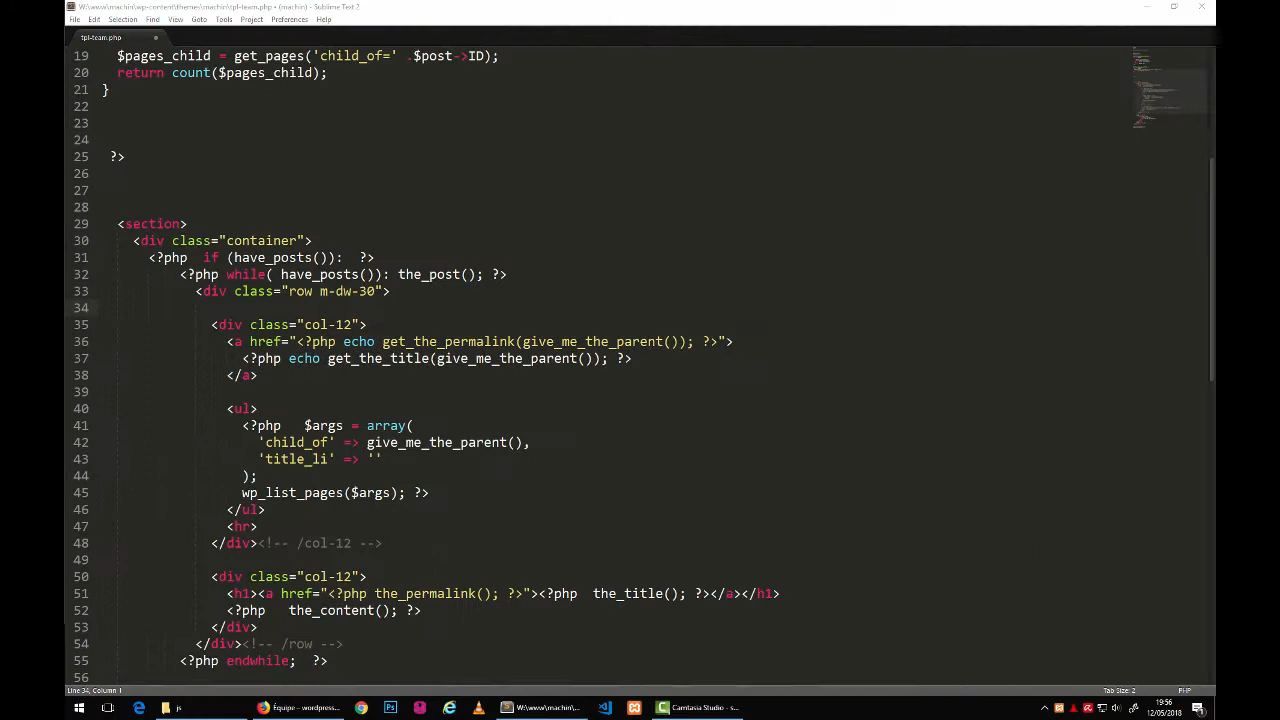 W:\www\machin\wp-content\themes\machin\tpl-team.php • (machin) - Sublime Text 2
File Edit Selection Find View Goto Tools Project Preferences Help
tpl-team.php
19 $pages_child = get_pages('child_of=' .$post->ID);
20 return count($pages_child);
21 }
22
23
24
25 ?>
26
27
28
29 <section>
30 <div class="container">
31 <?php if (have_posts()): ?>
32 <?php while( have_posts()): the_post(); ?>
33 <div class="row m-dw-30">
34
35 <div class="col-12">
36 <a href="<?php echo get_the_permalink(give_me_the_parent()); ?>">
37 <?php echo get_the_title(give_me_the_parent()); ?>
38 </a>
39
40 <ul>
41 <?php $args = array(
42 'child_of' => give_me_the_parent(),
43 'title_li' => ''
44 );
45 wp_list_pages($args); ?>
46 </ul>
47 <hr>
48 </div><!-- /col-12 -->
49
50 <div class="col-12">
51 <h1><a href="<?php the_permalink(); ?>"><?php the_title(); ?></a></h1>
52 <?php the_content(); ?>
53 </div>
54 </div><!-- /row -->
55 <?php endwhile; ?>
56
Line 34, Column 1 Tab Size: 2 PHP
js Équipe – wordpress... W:\www\machin\... Camtasia Studio - s... 19:56
12/05/2018